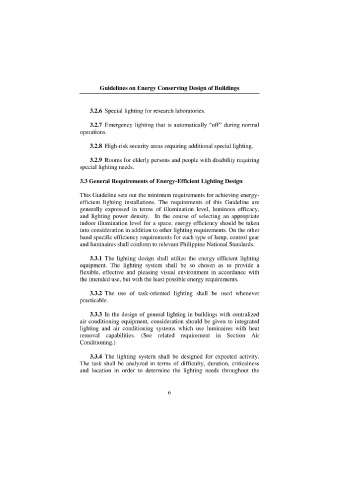 Guidelines on Energy Conserving Design of Buildings
3.2.6 Special lighting for research laboratories.
3.2.7 Emergency lighting that is automatically "off" during normal
operations.
3.2.8 High-risk security areas requiring additional special lighting.
3.2.9 Rooms for elderly persons and people with disability requiring
special lighting needs.
3.3 General Requirements of Energy-Efficient Lighting Design
This Guideline sets out the minimum requirements for achieving energy-
efficient lighting installations. The requirements of this Guideline are
generally expressed in terms of illumination level, luminous efficacy,
and lighting power density. In the course of selecting an appropriate
indoor illumination level for a space, energy efficiency should be taken
into consideration in addition to other lighting requirements. On the other
hand specific efficiency requirements for each type of lamp, control gear
and luminaires shall conform to relevant Philippine National Standards.
3.3.1 The lighting design shall utilize the energy efficient lighting
equipment. The lighting system shall be so chosen as to provide a
flexible, effective and pleasing visual environment in accordance with
the intended use, but with the least possible energy requirements.
3.3.2 The use of task-oriented lighting shall be used whenever
practicable.
3.3.3 In the design of general lighting in buildings with centralized
air conditioning equipment, consideration should be given to integrated
lighting and air conditioning systems which use luminaires with heat
removal capabilities. (See related requirement in Section Air
Conditioning.)
3.3.4 The lighting system shall be designed for expected activity.
The task shall be analyzed in terms of difficulty, duration, criticalness
and location in order to determine the lighting needs throughout the
6